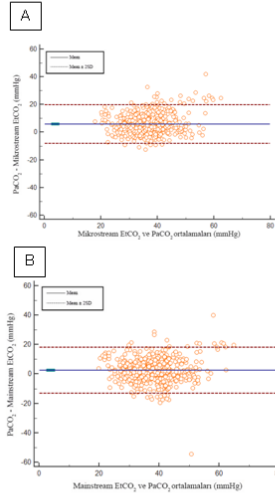 A
PaCO2 - Mikrostream EtCO2 (mmHg)
60
Mean
Mean ± 2SD
40
20
0
-20
-40
-60
0 20 40 60 80
Mikrostream EtCO2 ve PaCO2 ortalamaları (mmHg)
B
PaCO2 - Mainstream EtCO2 (mmHg)
60
Mean
Mean ± 2SD
40
20
0
-20
-40
-60
0 20 40 60
Mainstream EtCO2 ve PaCO2 ortalamaları (mmHg)